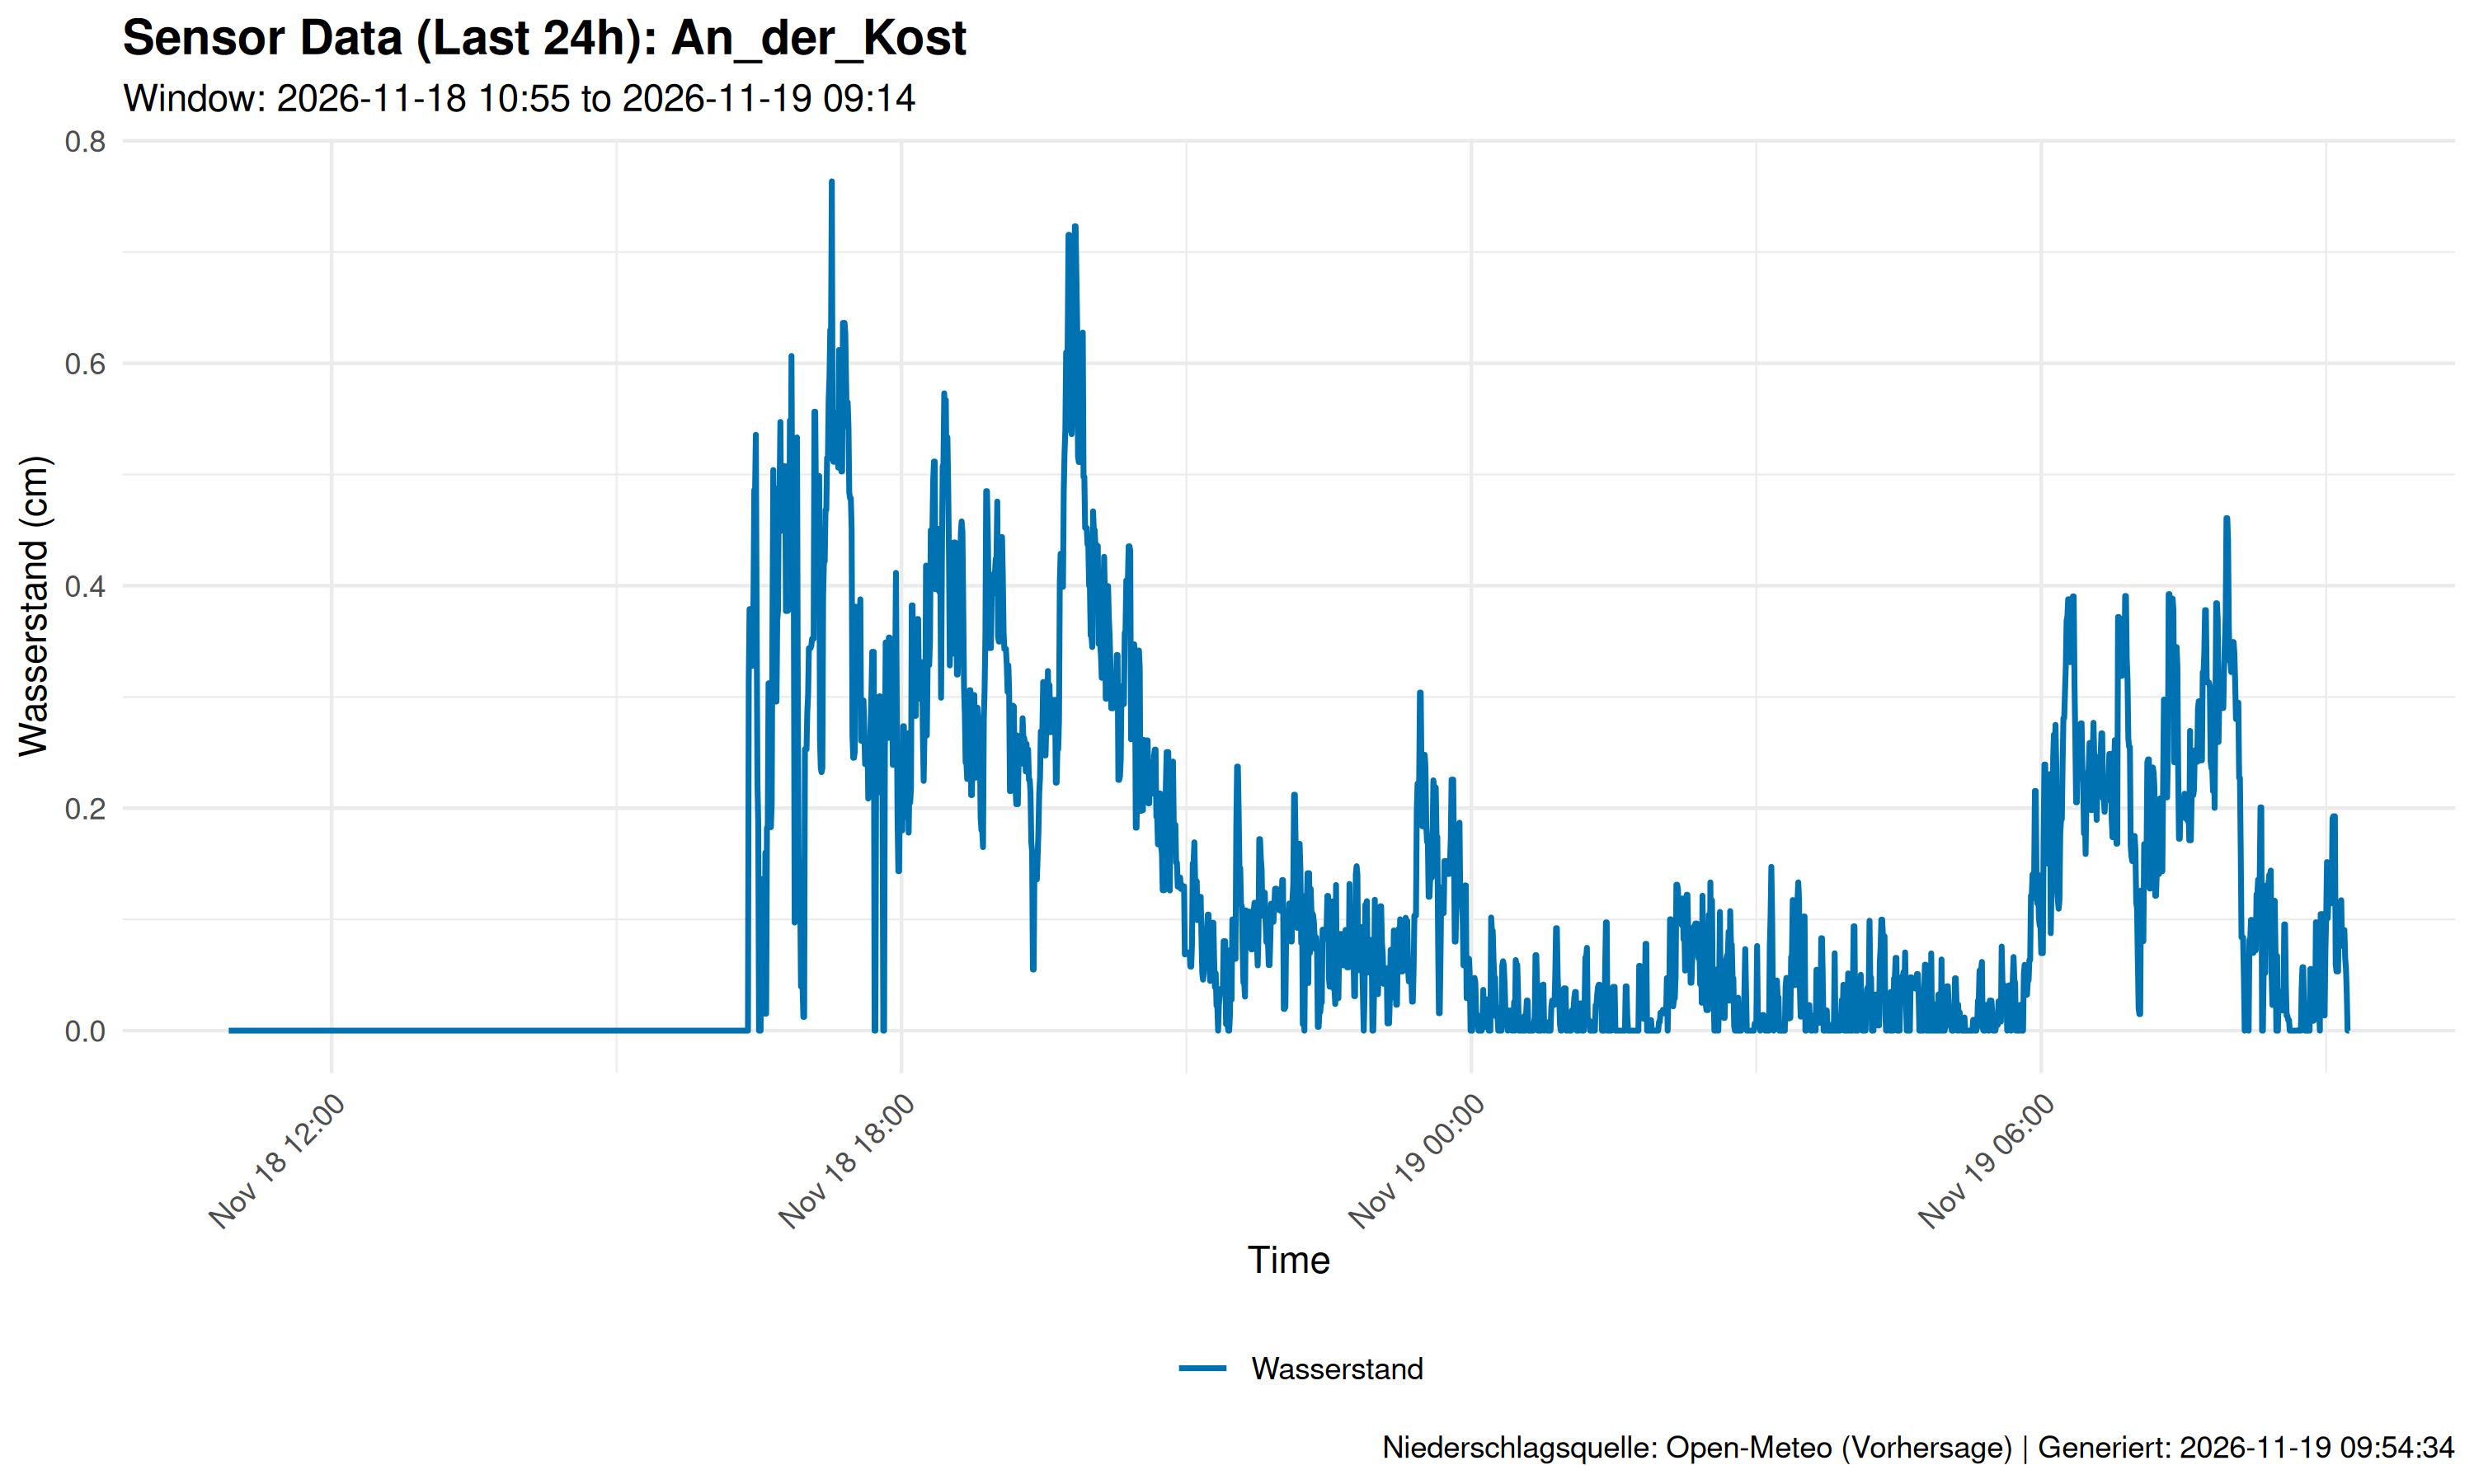 Sensor Data (Last 24h): An_der_Kost
Window: 2026-11-18 10:55 to 2026-11-19 09:14
Wasserstand (cm)
0.8
0.6
0.4
0.2
0.0
Nov 18 12:00
Nov 18 18:00
Nov 19 00:00
Nov 19 06:00
Time
Wasserstand
Niederschlagsquelle: Open-Meteo (Vorhersage) | Generiert: 2026-11-19 09:54:34